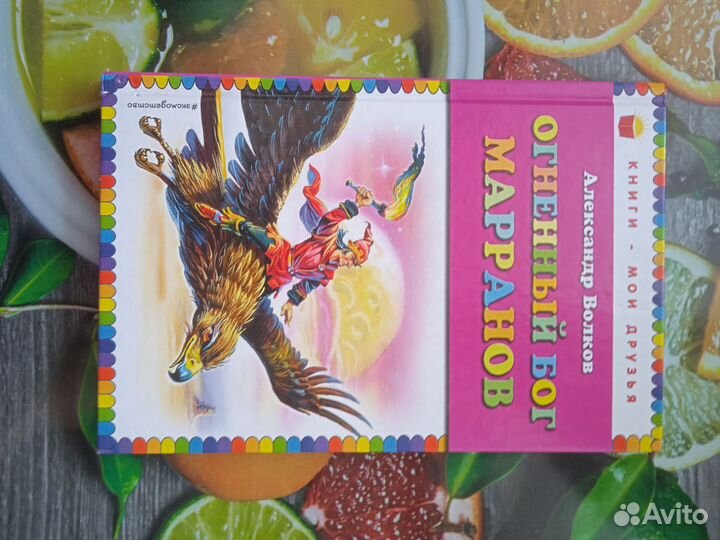 КНИГИ - МОИ ДРУЗЬЯ
Александр Волков
ОГНЕННЫЙ БОГ
МАРРАНОВ
#эксмодетство
Avito